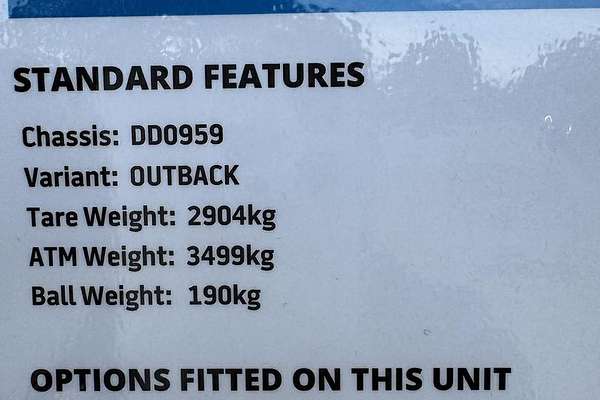 STANDARD FEATURES
Chassis: DD0959
Variant: OUTBACK
Tare Weight: 2904kg
ATM Weight: 3499kg
Ball Weight: 190kg
OPTIONS FITTED ON THIS UNIT